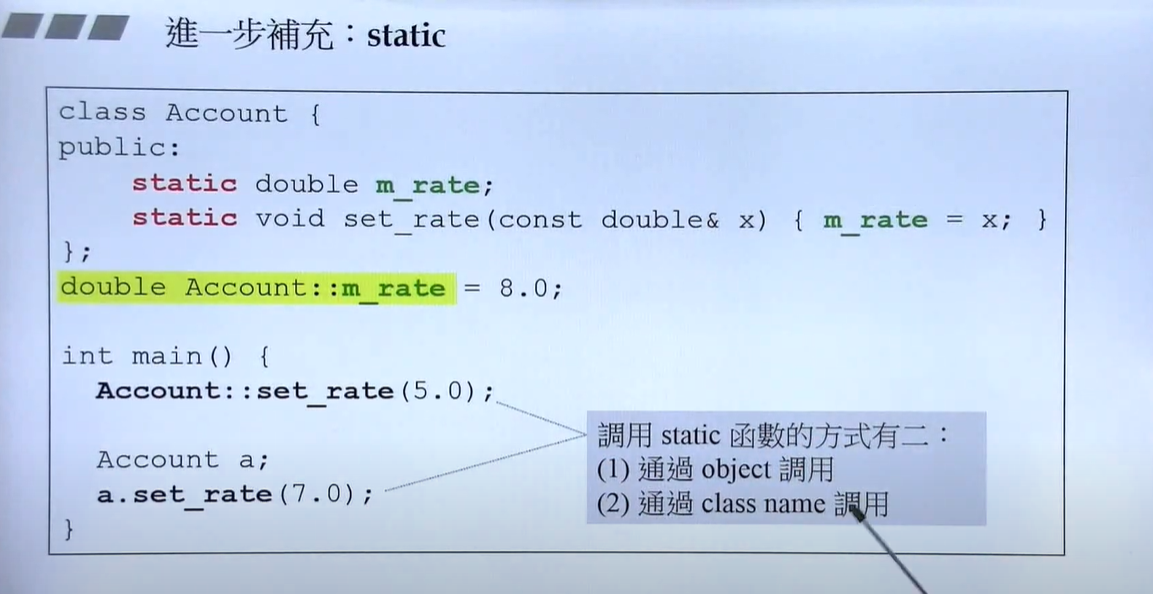 進一步補充：static
class Account {
public:
static double m_rate;
static void set_rate(const double& x) { m_rate = x; }
};
double Account::m_rate = 8.0;
int main() {
Account::set_rate(5.0);
Account a;
a.set_rate(7.0);
}
調用 static 函數的方式有二：
(1) 通過 object 調用
(2) 通過 class name 調用